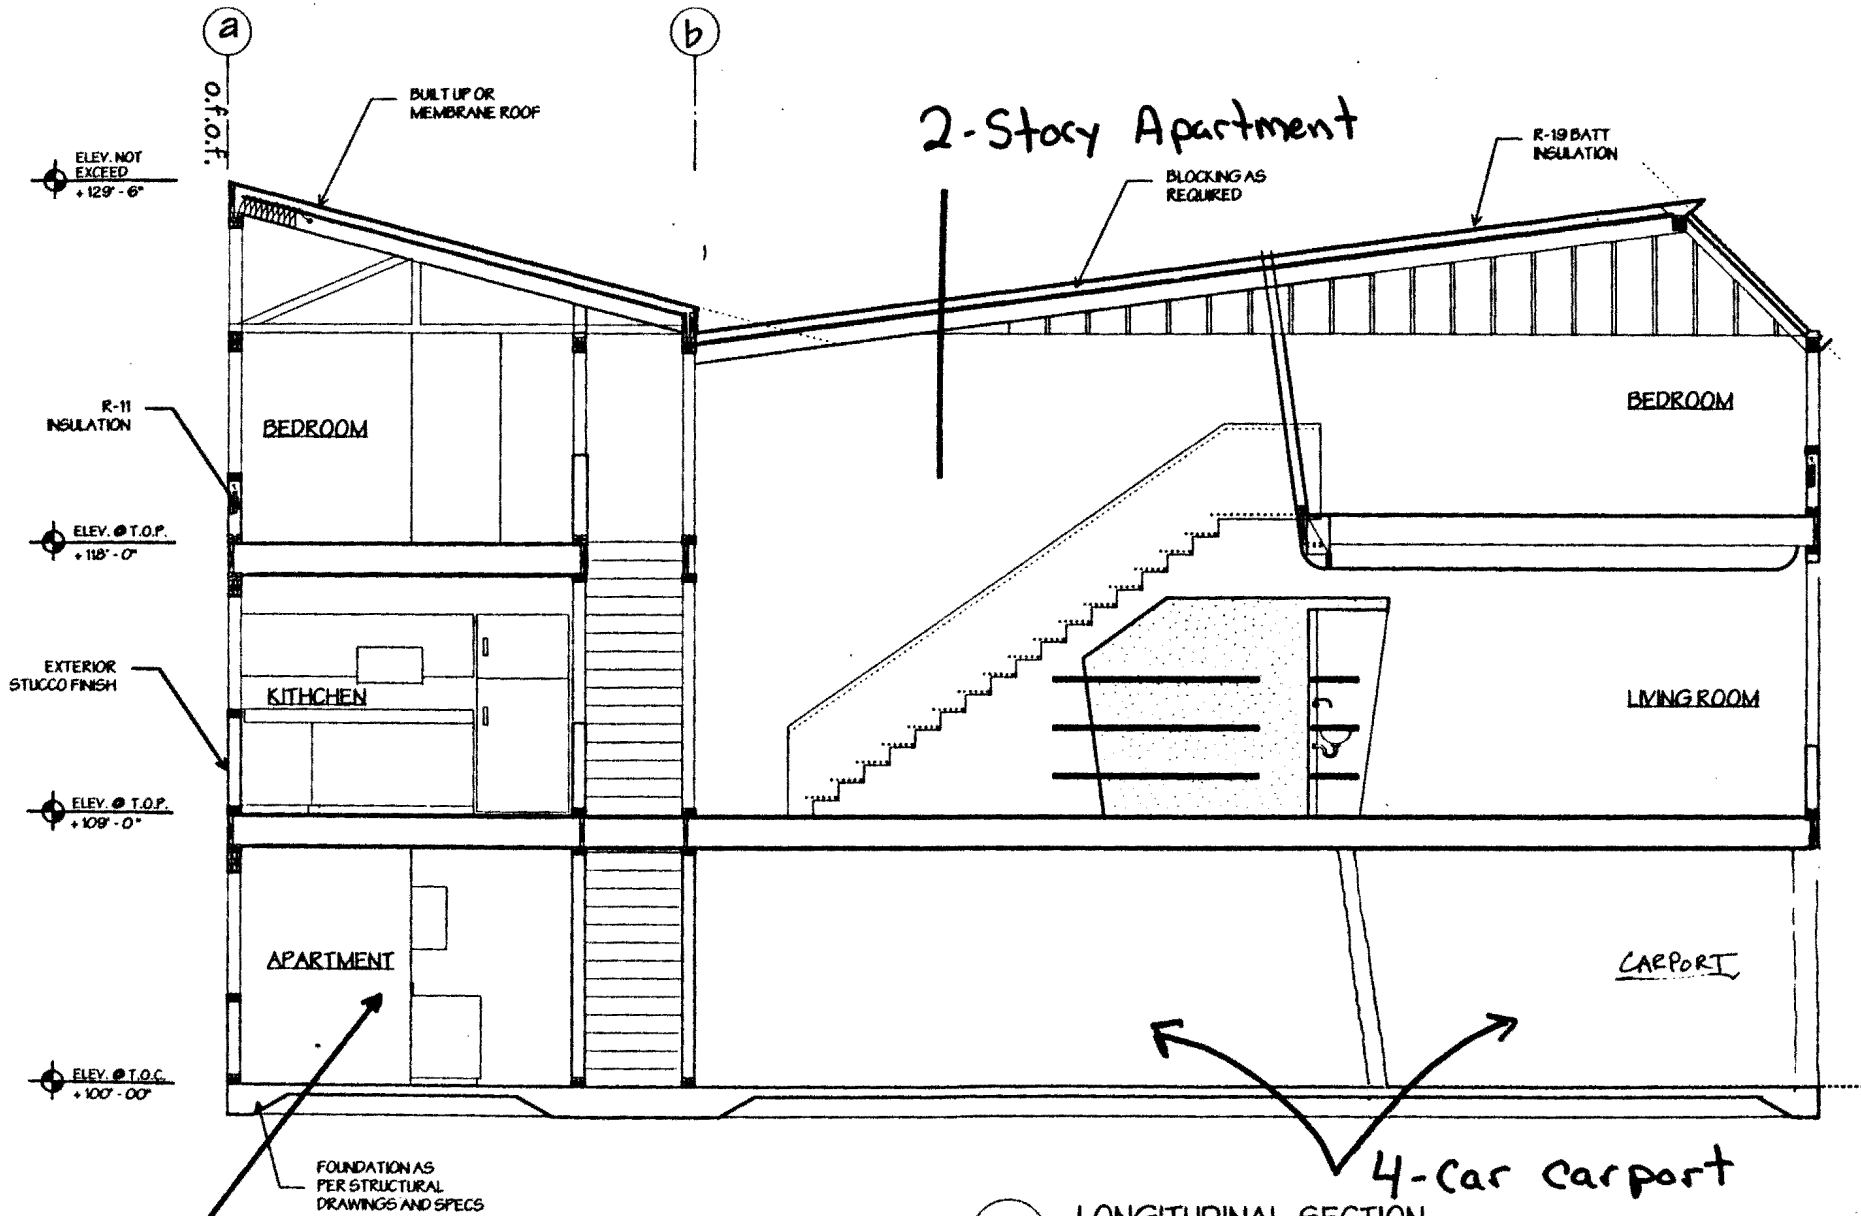 a
b
o.f.o.f.
BUILT UP OR
MEMBRANE ROOF
2-Story Apartment
R-19 BATT
INSULATION
ELEV. NOT
EXCEED
+129'-6"
BLOCKING AS
REQUIRED
R-11
INSULATION
BEDROOM
BEDROOM
ELEV. @ T.O.P.
+118'-0"
EXTERIOR
STUCCO FINISH
KITHCHEN
LIVING ROOM
ELEV. @ T.O.P.
+109'-0"
APARTMENT
CARPORT
ELEV. @ T.O.C.
+100'-00"
FOUNDATION AS
PER STRUCTURAL
DRAWINGS AND SPECS
4-Car carport
LONGITUDINAL SECTION